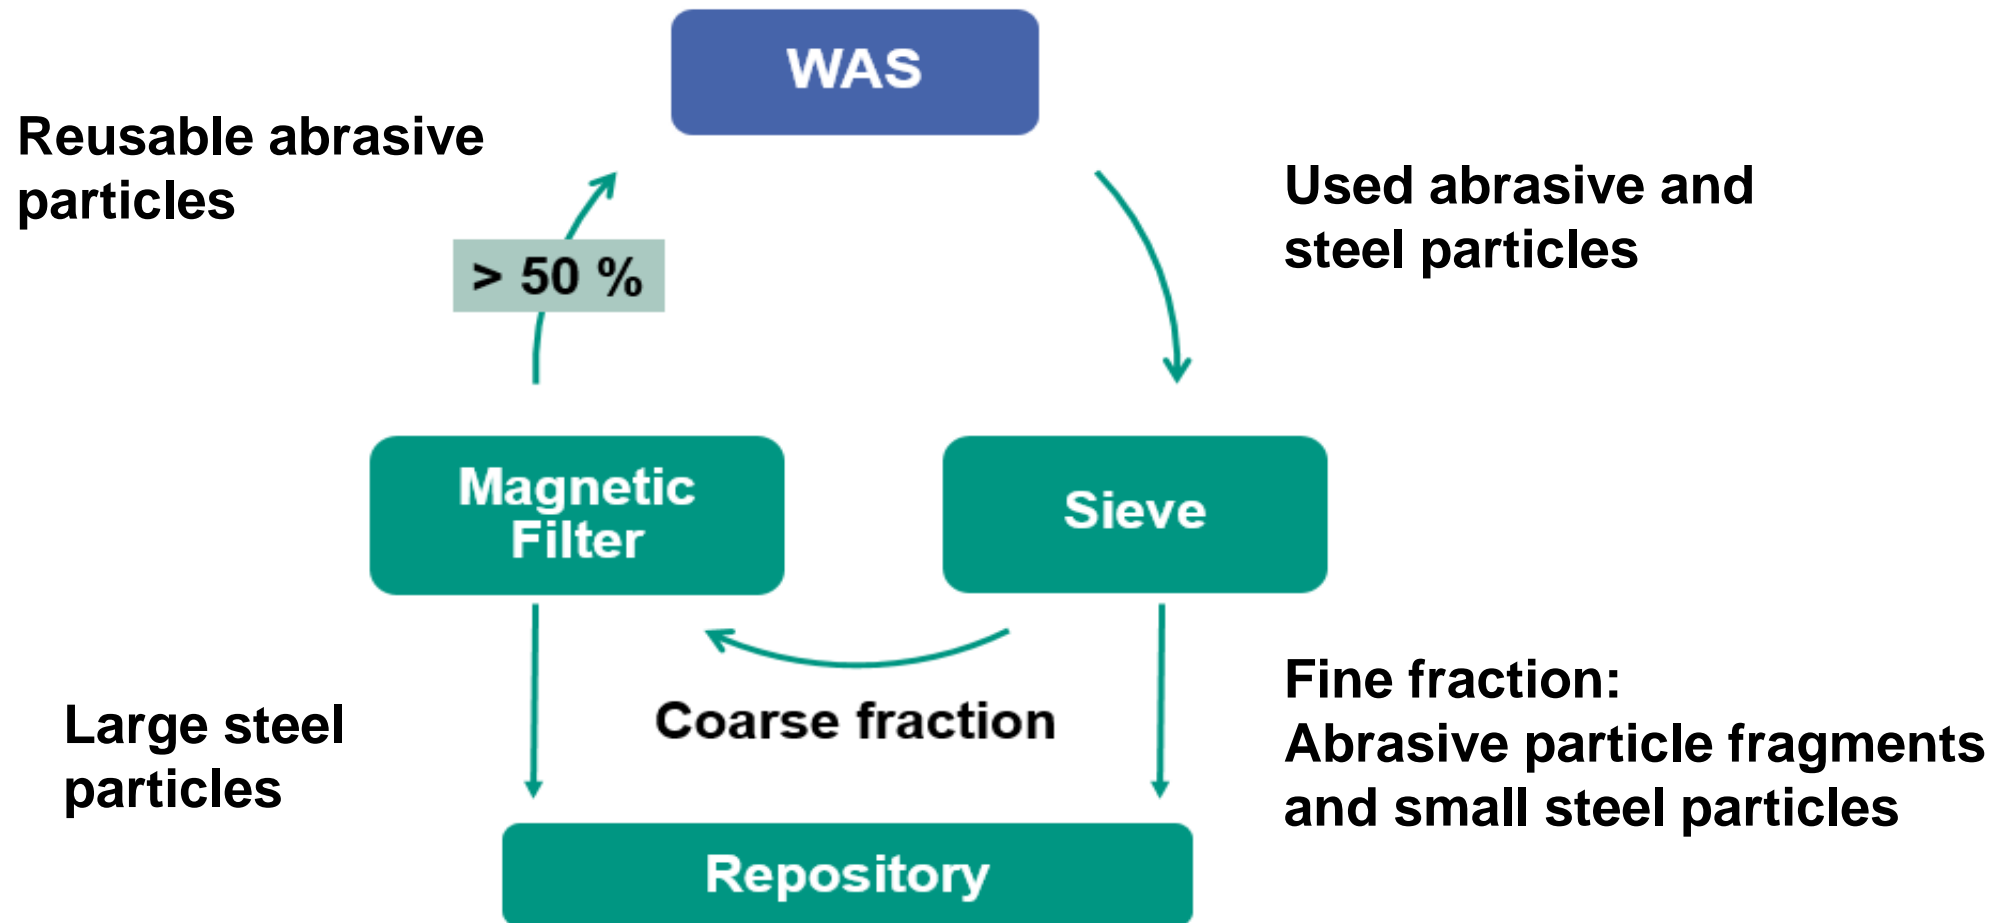 WAS
Reusable abrasive
particles
Used abrasive and
steel particles
> 50 %
Magnetic
Filter
Sieve
Large steel
particles
Coarse fraction
Fine fraction:
Abrasive particle fragments
and small steel particles
Repository